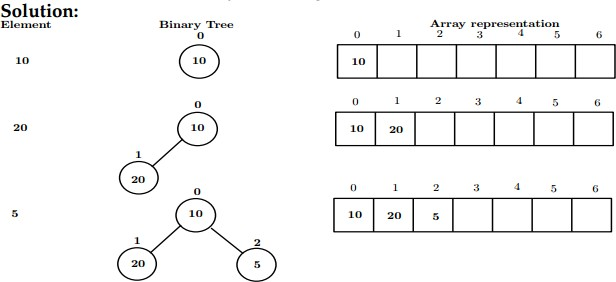 Solution:
Element Binary Tree Array representation
0 0 1 2 3 4 5 6
10 10 10
0 0 1 2 3 4 5 6
20 10 10 20
1
20
0 0 1 2 3 4 5 6
5 10 10 20 5
1 2
20 5